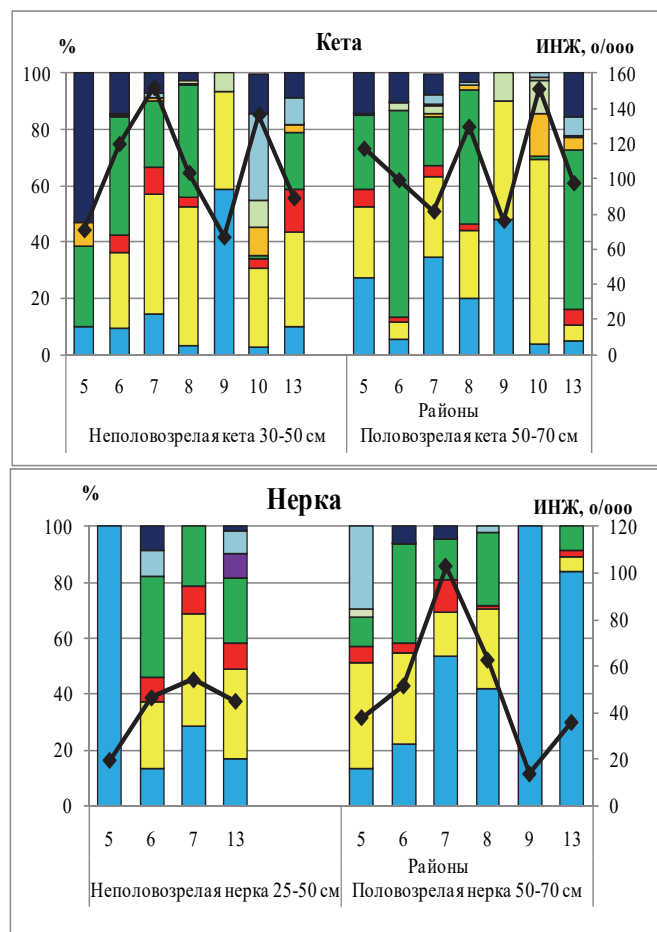 % Кета ИНЖ, о/ооо
100 160
80 140
60 120
40 100
20 80
0 60
40
20
0
5 6 7 8 9 10 13 5 6 7 8 9 10 13
Районы
Неполовозрелая кета 30-50 см Половозрелая кета 50-70 см
% Нерка ИНЖ, о/ооо
100 120
80 100
60 80
40 60
20 40
0 20
0
5 6 7 13 5 6 7 8 9 13
Районы
Неполовозрелая нерка 25-50 см Половозрелая нерка 50-70 см